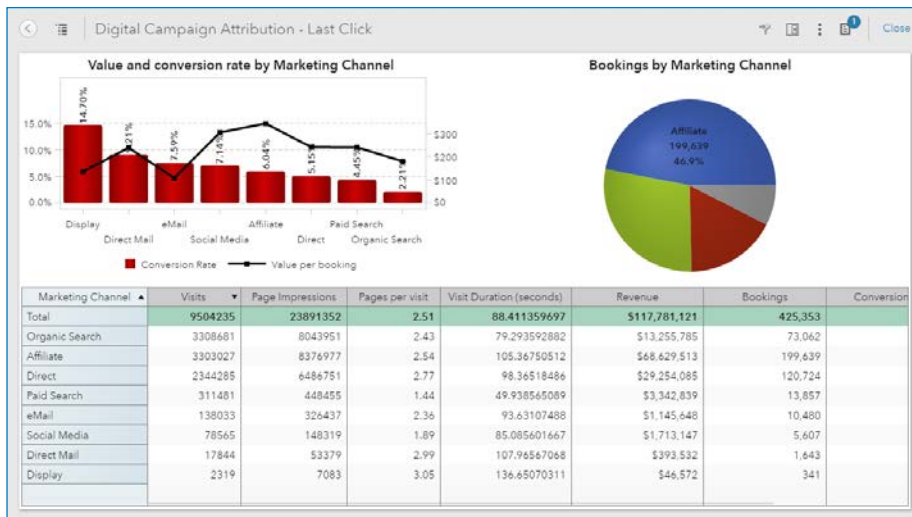 Digital Campaign Attribution - Last Click 1 Close
Value and conversion rate by Marketing Channel
Bookings by Marketing Channel
14.70% 7.59% 7.14% 6.04% 5.15% 4.45% 2.21%
15.0%
10.0%
5.0%
0.0%
$300
$200
$100
$0
Display eMail Affiliate Paid Search
Direct Mail Social Media Direct Organic Search
Conversion Rate Value per booking
Affiliate
199,639
46.9%
Marketing Channel Visits Page Impressions Pages per visit Visit Duration (seconds) Revenue Bookings Conversion
Total 9504235 23891352 2.51 88.411359697 $117,781,121 425,353
Organic Search 3308681 8043951 2.43 79.293592882 $13,255,785 73,062
Affiliate 3303027 8376977 2.54 105.36750512 $68,629,513 199,639
Direct 2344285 6486751 2.77 98.36518486 $29,254,085 120,724
Paid Search 311481 448455 1.44 49.938565089 $3,342,839 13,857
eMail 138033 326437 2.36 93.63107488 $1,145,648 10,480
Social Media 78565 148319 1.89 85.085601667 $1,713,147 5,607
Direct Mail 17844 53379 2.99 107.96567068 $393,532 1,643
Display 2319 7083 3.05 136.65070311 $46,572 341